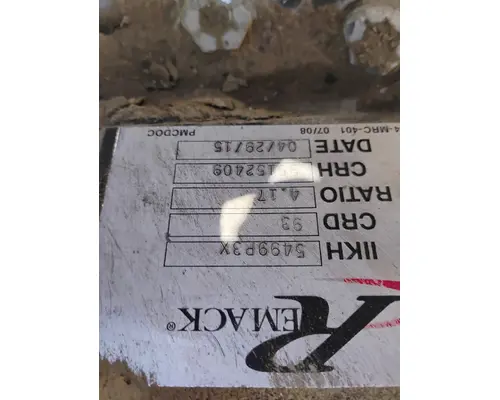 REMACK®
IIKH 5499P3X
CRD 93
RATIO 4.17
CRH
DATE 04/29/15
4-MRC-401 07/08 PMCDOC